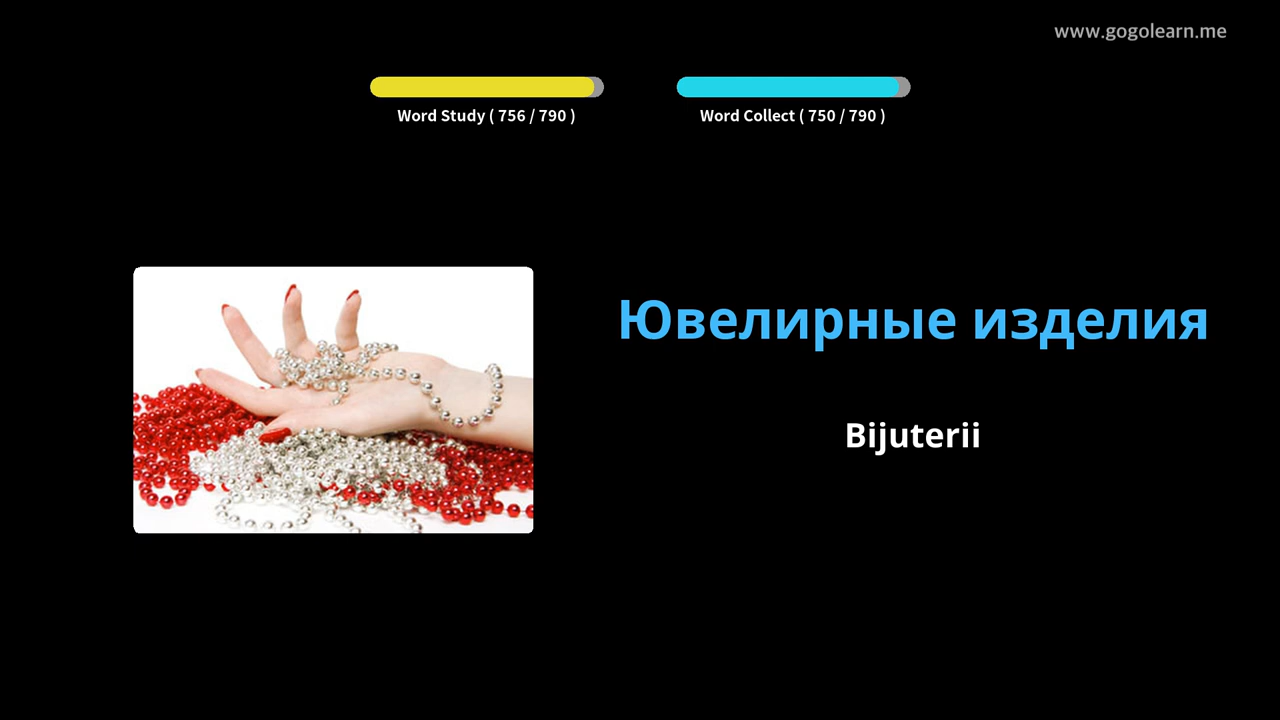 www.gogolearn.me
Word Study ( 756 / 790 )
Word Collect ( 750 / 790 )
Ювелирные изделия
Bijuterii